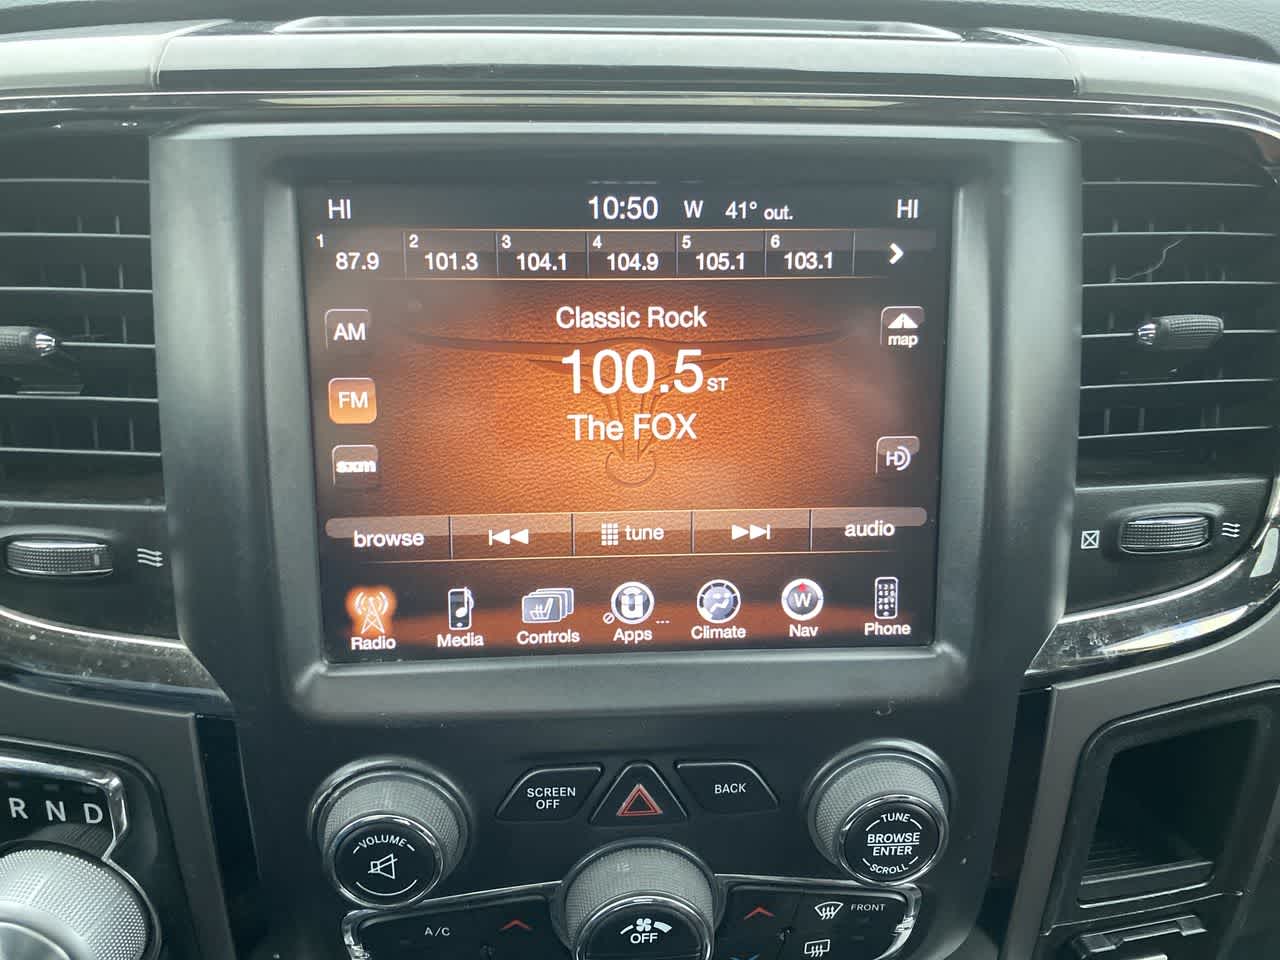 HI 10:50 W 41° out. HI
1 87.9 2 101.3 3 104.1 4 104.9 5 105.1 6 103.1
Classic Rock
AM
map
100.5 ST
FM
The FOX
sxm
HD
browse tune audio
Radio Media Controls Apps ... Climate W Nav Phone
SCREEN
OFF
BACK
R N D
VOLUME
TUNE
BROWSE
ENTER
SCROLL
A/C
OFF
FRONT